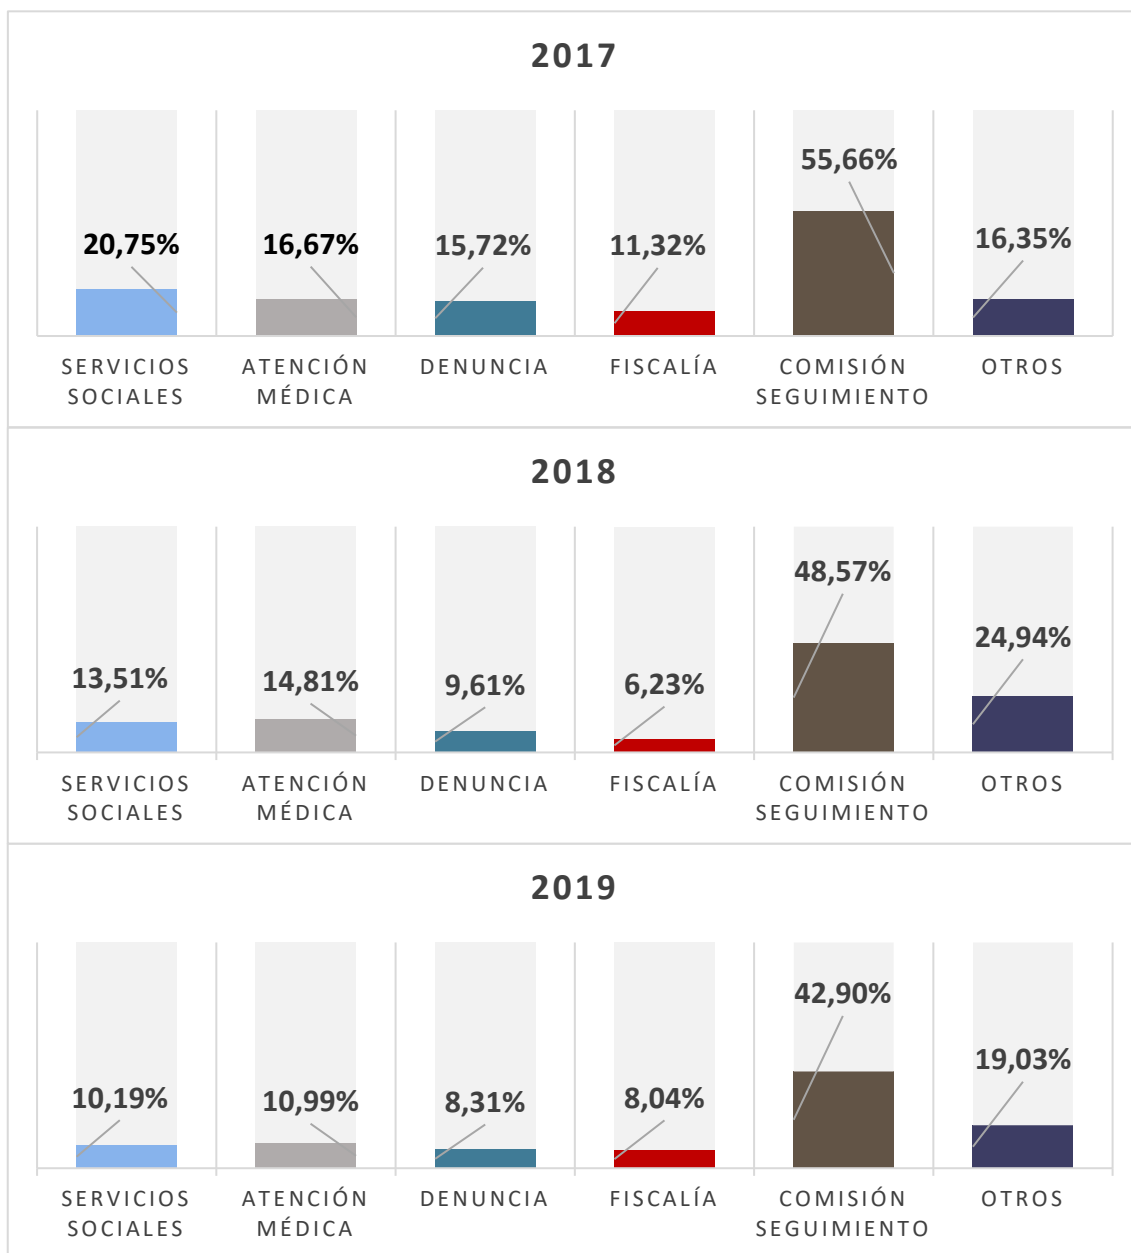 2017
55,66%
20,75% 16,67% 15,72% 11,32% 16,35%
SERVICIOS SOCIALES
ATENCIÓN MÉDICA
DENUNCIA
FISCALÍA
COMISIÓN SEGUIMIENTO
OTROS
2018
48,57%
24,94%
13,51% 14,81% 9,61% 6,23%
SERVICIOS SOCIALES
ATENCIÓN MÉDICA
DENUNCIA
FISCALÍA
COMISIÓN SEGUIMIENTO
OTROS
2019
42,90%
19,03%
10,19% 10,99% 8,31% 8,04%
SERVICIOS SOCIALES
ATENCIÓN MÉDICA
DENUNCIA
FISCALÍA
COMISIÓN SEGUIMIENTO
OTROS